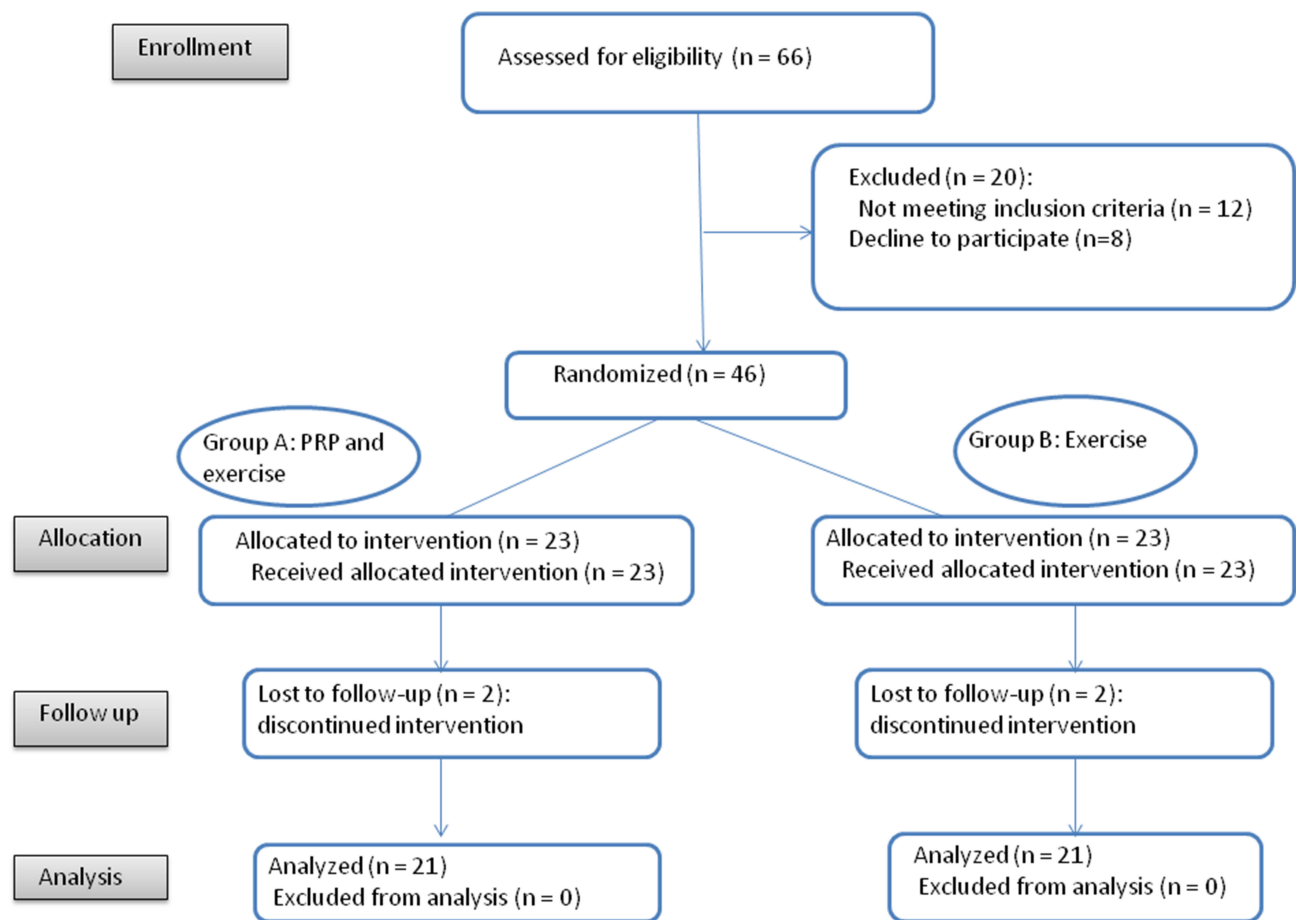 Enrollment
Assessed for eligibility (n = 66)
Excluded (n = 20):
Not meeting inclusion criteria (n = 12)
Decline to participate (n=8)
Randomized (n = 46)
Group A: PRP and
exercise
Group B: Exercise
Allocation
Allocated to intervention (n = 23)
Received allocated intervention (n = 23)
Allocated to intervention (n = 23)
Received allocated intervention (n = 23)
Follow up
Lost to follow-up (n = 2):
discontinued intervention
Lost to follow-up (n = 2):
discontinued intervention
Analysis
Analyzed (n = 21)
Excluded from analysis (n = 0)
Analyzed (n = 21)
Excluded from analysis (n = 0)